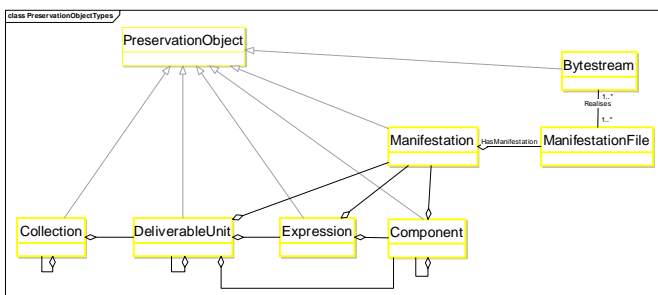 class PreservationObjectTypes
PreservationObject
Bytestream
1..*
Realises
1..*
Manifestation
HasManifestation
ManifestationFile
Collection
DeliverableUnit
Expression
Component